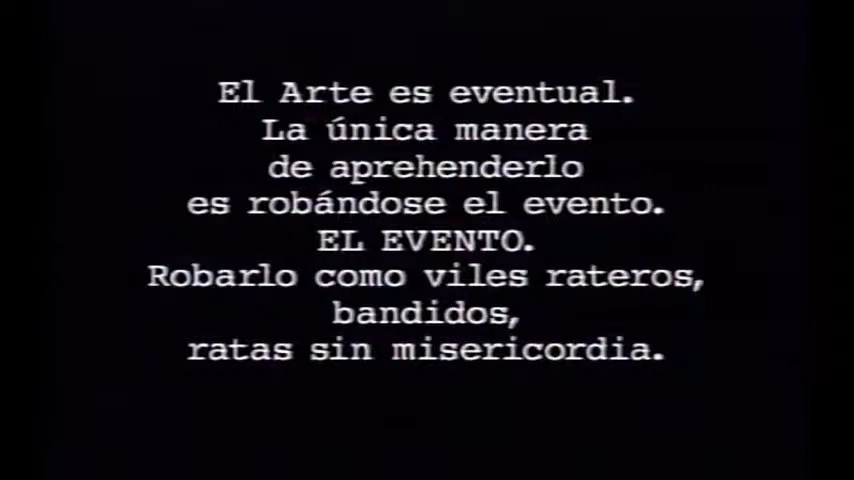 El Arte es eventual.
La única manera
de aprehenderlo
es robándose el evento.
EL EVENTO.
Robarlo como viles rateros,
bandidos,
ratas sin misericordia.